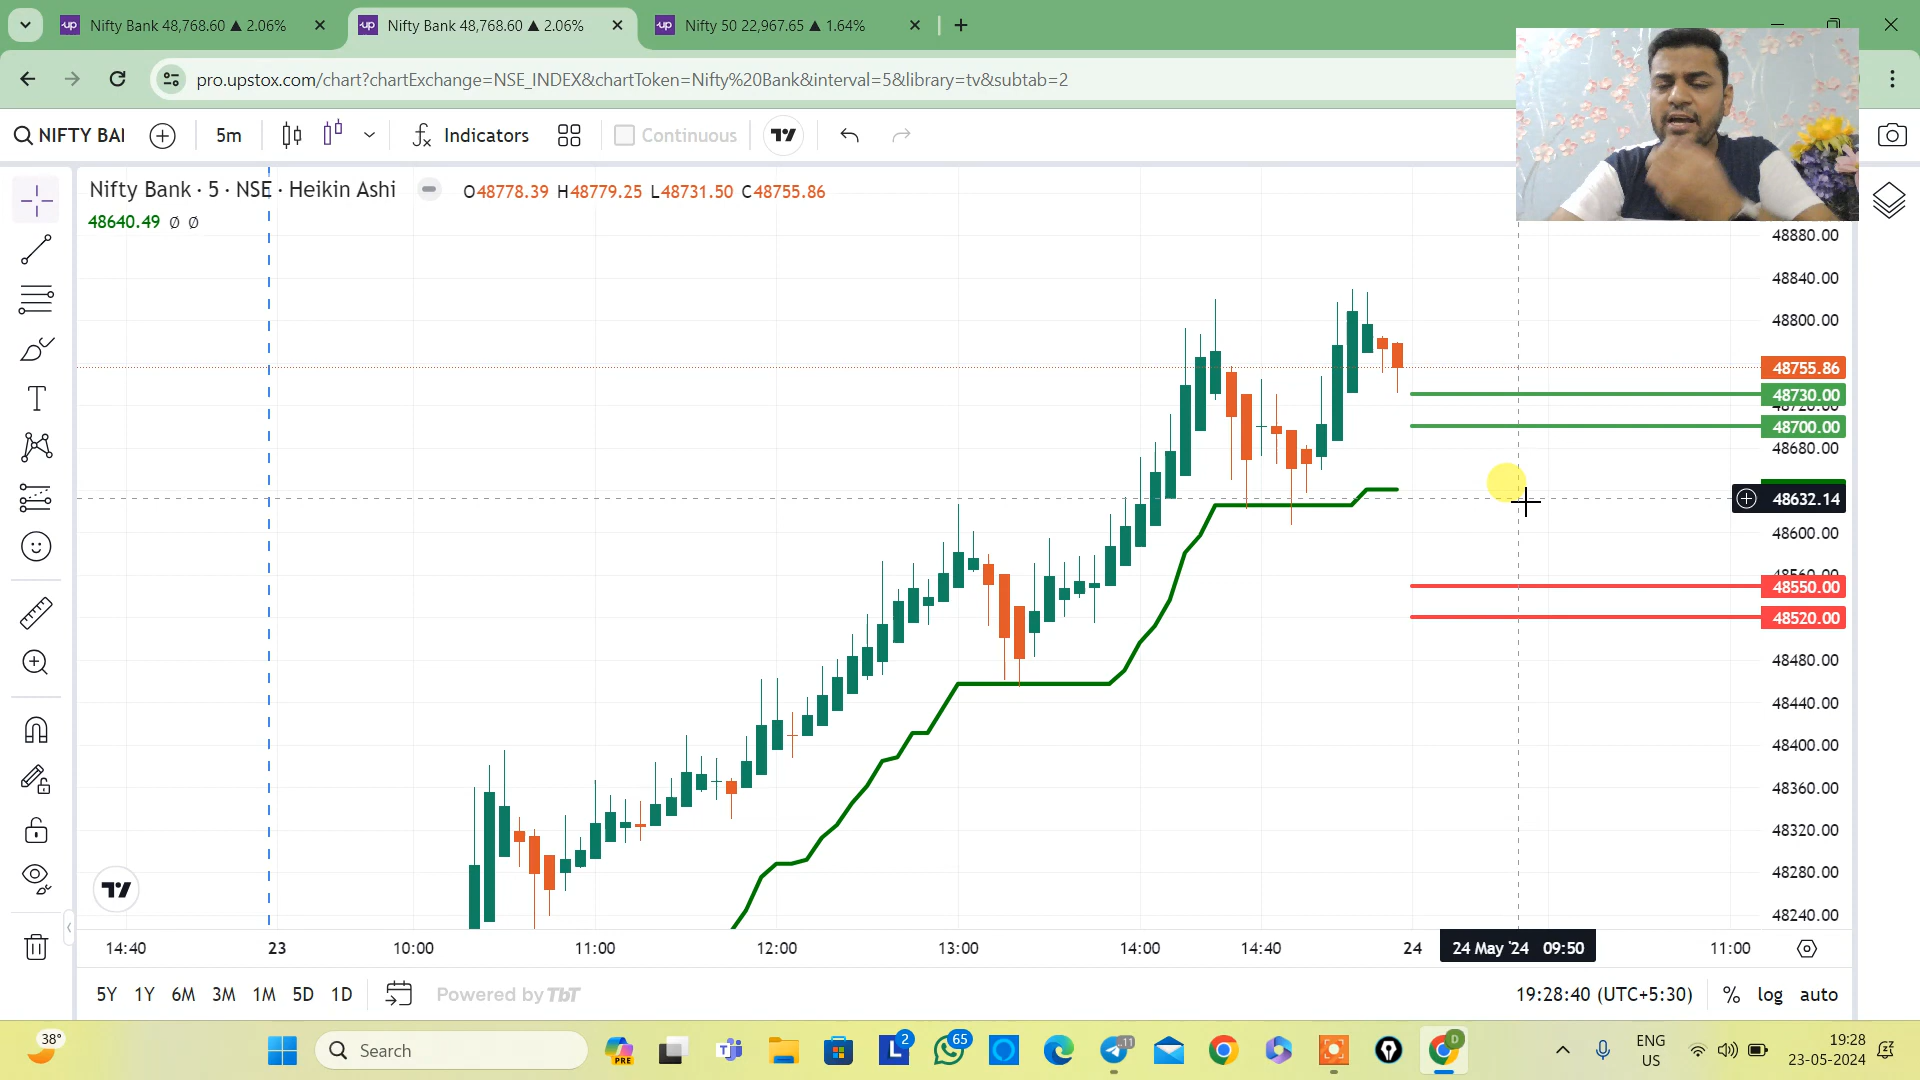 Nifty Bank 48,768.60 ▲ 2.06%
Nifty Bank 48,768.60 ▲ 2.06%
Nifty 50 22,967.65 ▲ 1.64%
pro.upstox.com/chart?chartExchange=NSE_INDEX&chartToken=Nifty%20Bank&interval=5&library=tv&subtab=2
NIFTY BAI
5m
Indicators
Continuous
Nifty Bank · 5 · NSE · Heikin Ashi
O48778.39 H48779.25 L48731.50 C48755.86
48640.49 ∅ ∅
48880.00
48840.00
48800.00
48755.86
48730.00
48700.00
48680.00
48632.14
48600.00
48550.00
48520.00
48480.00
48440.00
48400.00
48360.00
48320.00
48280.00
48240.00
14:40 23 10:00 11:00 12:00 13:00 14:00 14:40 24 24 May '24 09:50 11:00
5Y 1Y 6M 3M 1M 5D 1D
Powered by TbT
19:28:40 (UTC+5:30) % log auto
38°
Search
PRE
2
65
11
D
ENG
US
19:28
23-05-2024